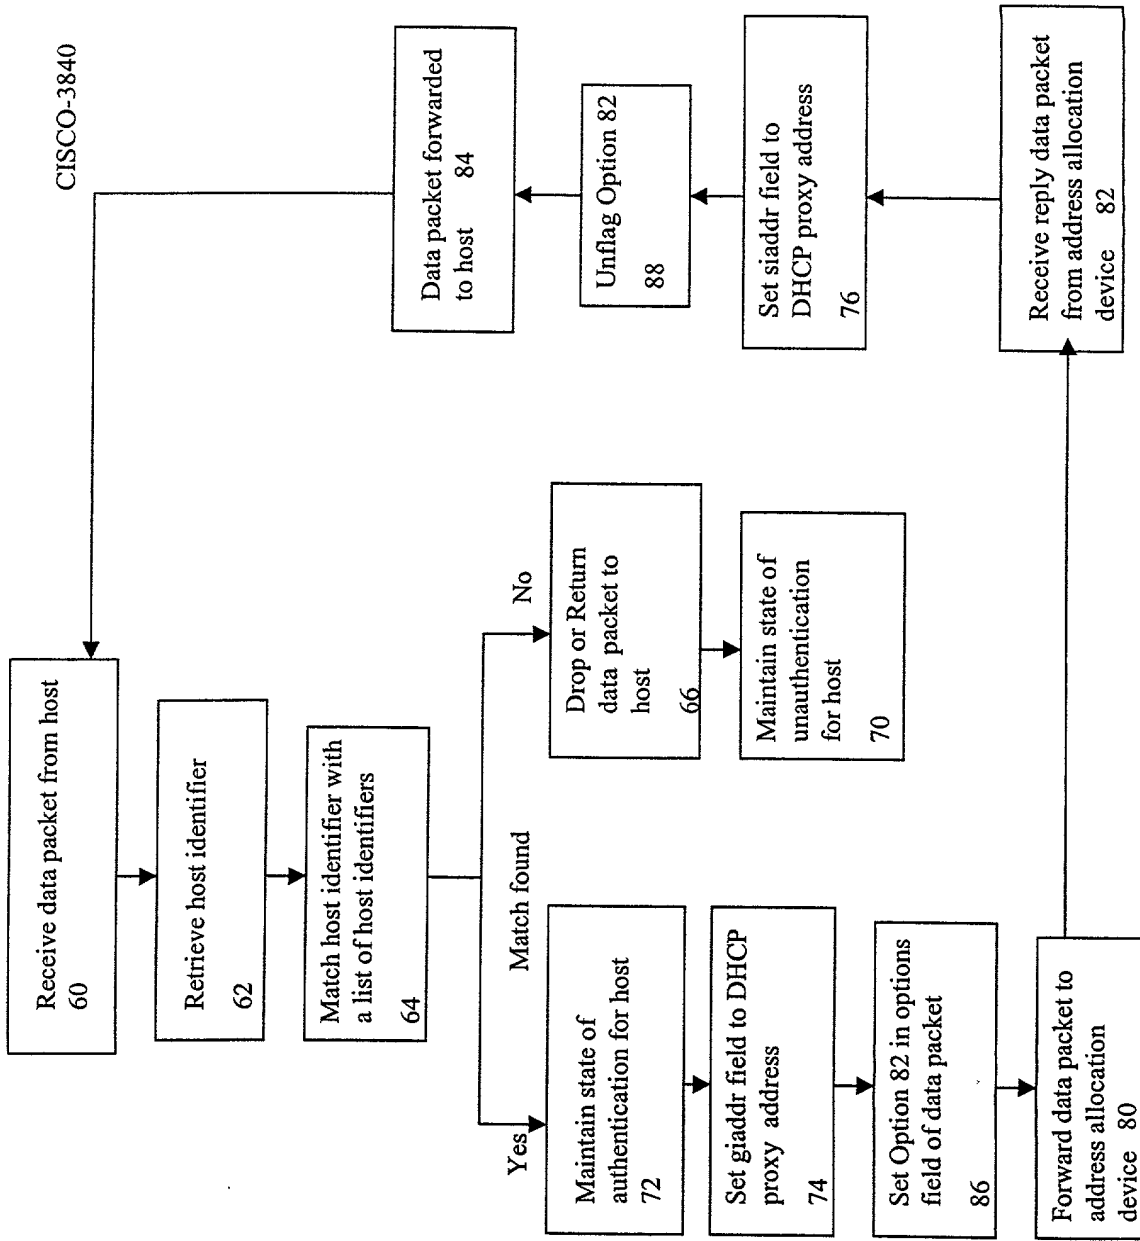 CISCO-3840
Receive data packet from host
60
Retrieve host identifier
62
Match host identifier with
a list of host identifiers
64
Match found
Yes
No
Maintain state of
authentication for host
72
Set giaddr field to DHCP
proxy address
74
Set Option 82 in options
field of data packet
86
Forward data packet to
address allocation
device 80
Drop or Return
data packet to
host
66
Maintain state of
unauthentication
for host
70
Receive reply data packet
from address allocation
device 82
Set siaddr field to
DHCP proxy address
76
Unflag Option 82
88
Data packet forwarded
to host 84